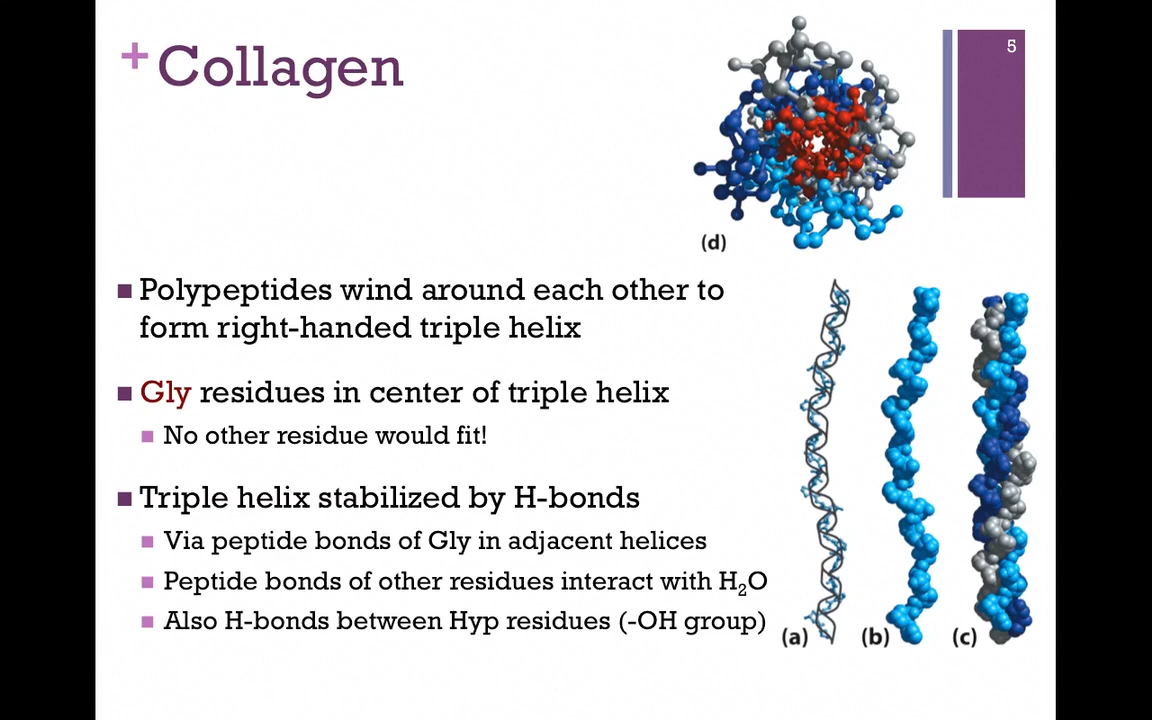 + Collagen
5
(d)
■ Polypeptides wind around each other to
form right-handed triple helix
■ Gly residues in center of triple helix
■ No other residue would fit!
■ Triple helix stabilized by H-bonds
■ Via peptide bonds of Gly in adjacent helices
■ Peptide bonds of other residues interact with H₂O
■ Also H-bonds between Hyp residues (-OH group)
(a) (b) (c)